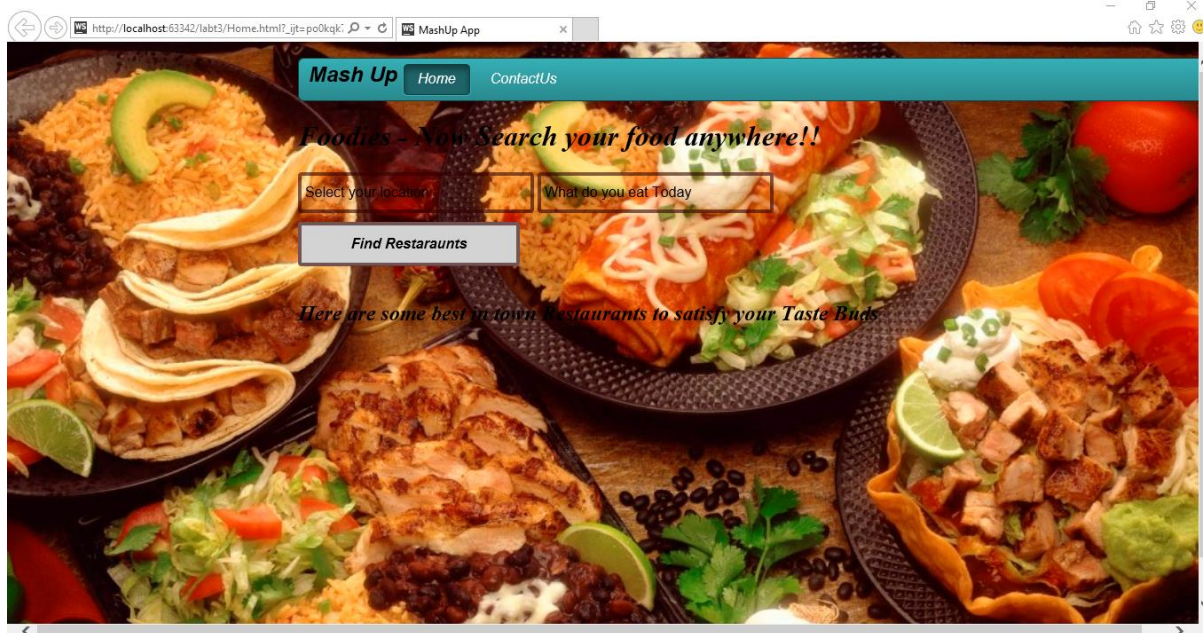 http://localhost:63342/labt3/Home.html?_ijt=po0kqk7
WS MashUp App
Mash Up Home ContactUs
Foodies - Now Search your food anywhere!!
Select your location What do you eat Today
Find Restaraunts
Here are some best in town Restaurants to satisfy your Taste Buds